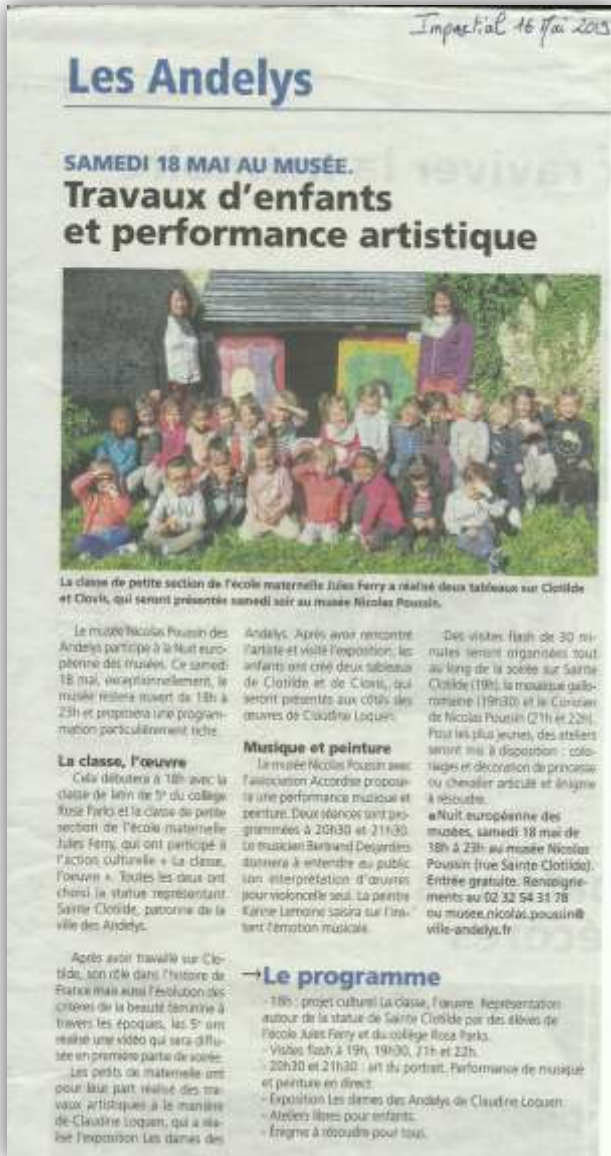 Impartial 16 Mai 2019
Les Andelys
SAMEDI 18 MAI AU MUSÉE.
Travaux d'enfants
et performance artistique
La classe de petite section de l'école maternelle Jules Ferry a réalisé deux tableaux sur Clotilde
et Clovis, qui seront présentés samedi soir au musée Nicolas Poussin.
Le musée Nicolas Poussin des
Andelys participe à la Nuit euro-
péenne des musées. Ce samedi
18 mai, exceptionnellement, le
musée restera ouvert de 18h à
23h et proposera une program-
mation particulièrement riche.
La classe, l'œuvre
Cela débutera à 18h avec la
classe de latin de 5e du collège
Rosa Parks et la classe de petite
section de l'école maternelle
Jules Ferry, qui ont participé à
l'action culturelle « La classe,
l'oeuvre ». Toutes les deux ont
choisi la statue représentant
Sainte Clotilde, patronne de la
ville des Andelys.
Après avoir travaillé sur Clo-
tilde, son rôle dans l'histoire de
France mais aussi l'évolution des
critères de la beauté féminine à
travers les époques, les 5e ont
réalisé une vidéo qui sera diffu-
sée en première partie de soirée.
Les petits de maternelle ont
pour leur part réalisé des tra-
vaux artistiques à la manière
de Claudine Loquen, qui a réa-
lisé l'exposition Les dames des
Andelys. Après avoir rencontré
l'artiste et visité l'exposition, les
enfants ont créé deux tableaux
de Clotilde et de Clovis, qui
seront présentés aux côtés des
œuvres de Claudine Loquen.
Musique et peinture
Le musée Nicolas Poussin avec
l'association Accordise propose-
ra une performance musique et
peinture. Deux séances sont pro-
grammées à 20h30 et 21h30.
Le musicien Bertrand Desjardins
donnera à entendre au public
son interprétation d'œuvres
pour violoncelle seul. La peintre
Karine Lemoine saisira sur l'ins-
tant l'émotion musicale.
Des visites flash de 30 mi-
nutes seront organisées tout
au long de la soirée sur Sainte
Clotilde (19h), la mosaïque gallo-
romaine (19h30) et le Coriolan
de Nicolas Poussin (21h et 22h).
Pour les plus jeunes, des ateliers
seront mis à disposition : colo-
riages et décoration de princesse
ou chevalier articulé et énigme
à résoudre.
■Nuit européenne des
musées, samedi 18 mai de
18h à 23h au musée Nicolas
Poussin (rue Sainte Clotilde).
Entrée gratuite. Renseigne-
ments au 02 32 54 31 78
ou musee.nicolas.poussin@
ville-andelys.fr
→Le programme
- 18h : projet culturel La classe, l'œuvre. Représentation
autour de la statue de Sainte Clotilde par des élèves de
l'école Jules Ferry et du collège Rosa Parks.
- Visites flash à 19h, 19h30, 21h et 22h.
- 20h30 et 21h30 : art du portrait. Performance de musique
et peinture en direct.
- Exposition Les dames des Andelys de Claudine Loquen.
- Ateliers libres pour enfants.
- Énigme à résoudre pour tous.